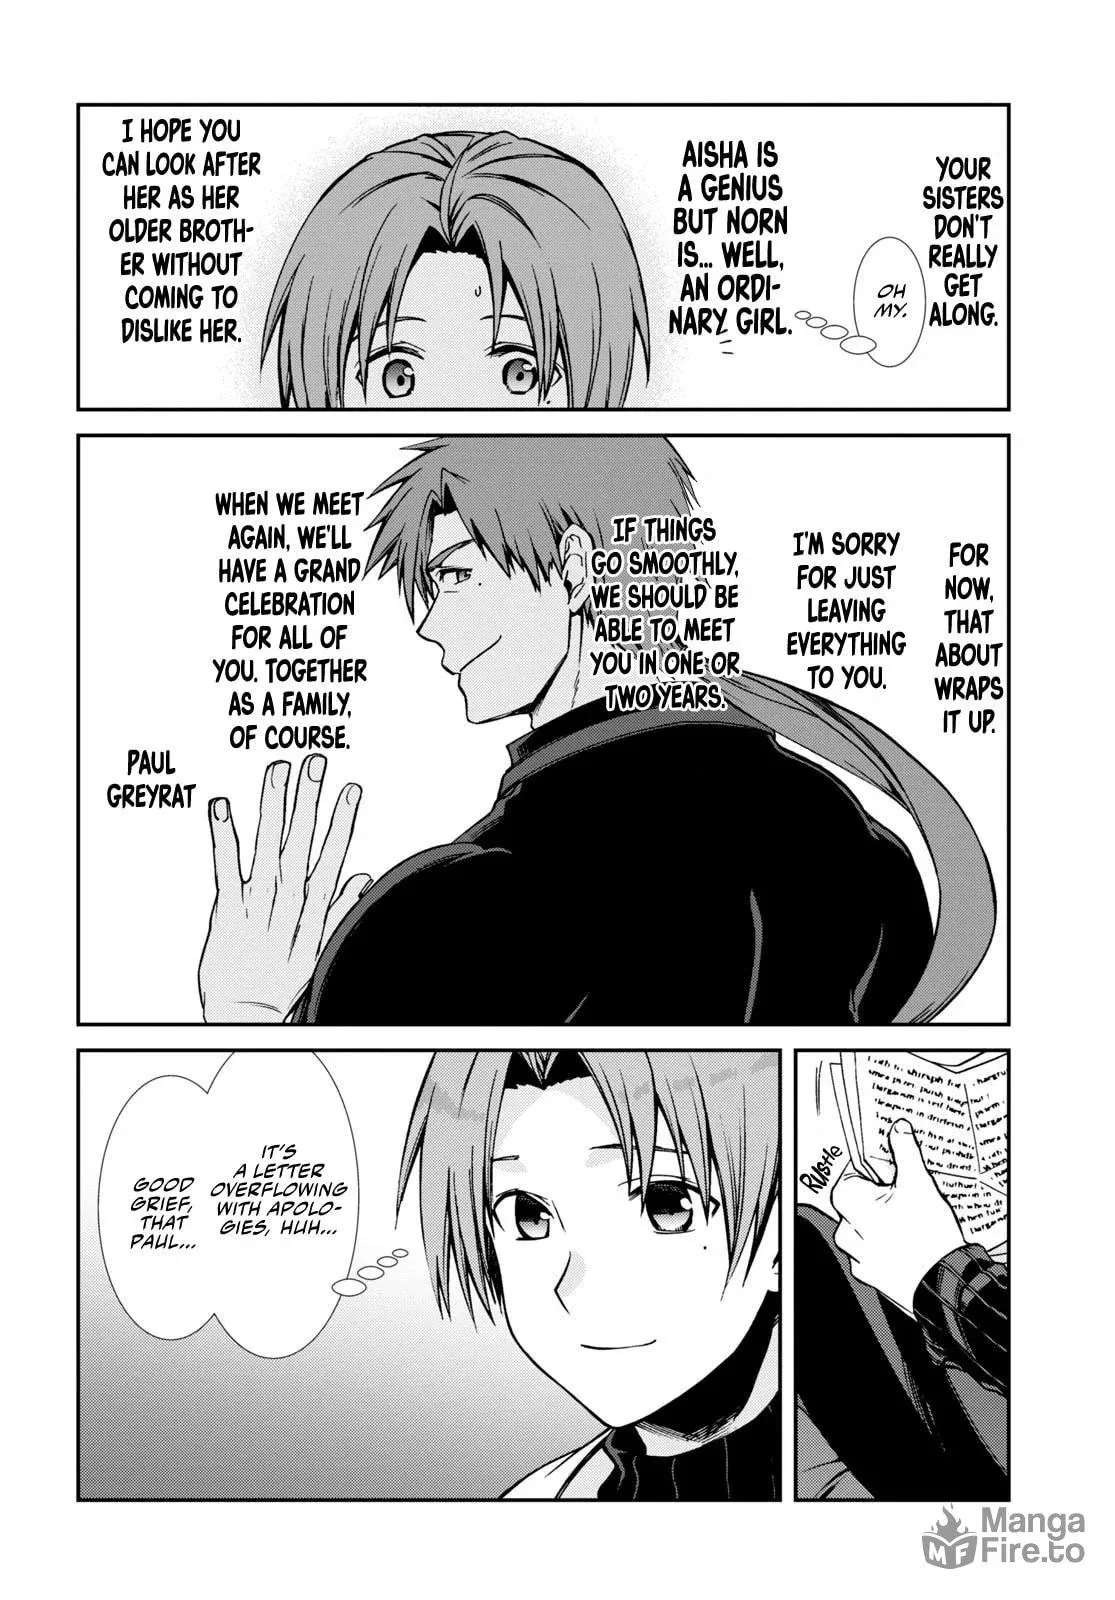 YOUR
SISTERS
DON'T
REALLY
GET
ALONG.
OH
MY.
AISHA IS
A GENIUS
BUT NORN
IS... WELL,
AN ORDI-
NARY GIRL.
I HOPE YOU
CAN LOOK AFTER
HER AS HER
OLDER BROTH-
ER WITHOUT
COMING TO
DISLIKE HER.
FOR
NOW,
THAT
ABOUT
WRAPS
IT UP.
I'M SORRY
FOR JUST
LEAVING
EVERYTHING
TO YOU.
IF THINGS
GO SMOOTHLY,
WE SHOULD BE
ABLE TO MEET
YOU IN ONE OR
TWO YEARS.
WHEN WE MEET
AGAIN, WE'LL
HAVE A GRAND
CELEBRATION
FOR ALL OF
YOU. TOGETHER
AS A FAMILY,
OF COURSE.
PAUL
GREYRAT
RUSTLE
IT'S
A LETTER
OVERFLOWING
WITH APOLO-
GIES, HUH...
GOOD
GRIEF,
THAT
PAUL...
MF
Manga
Fire.to